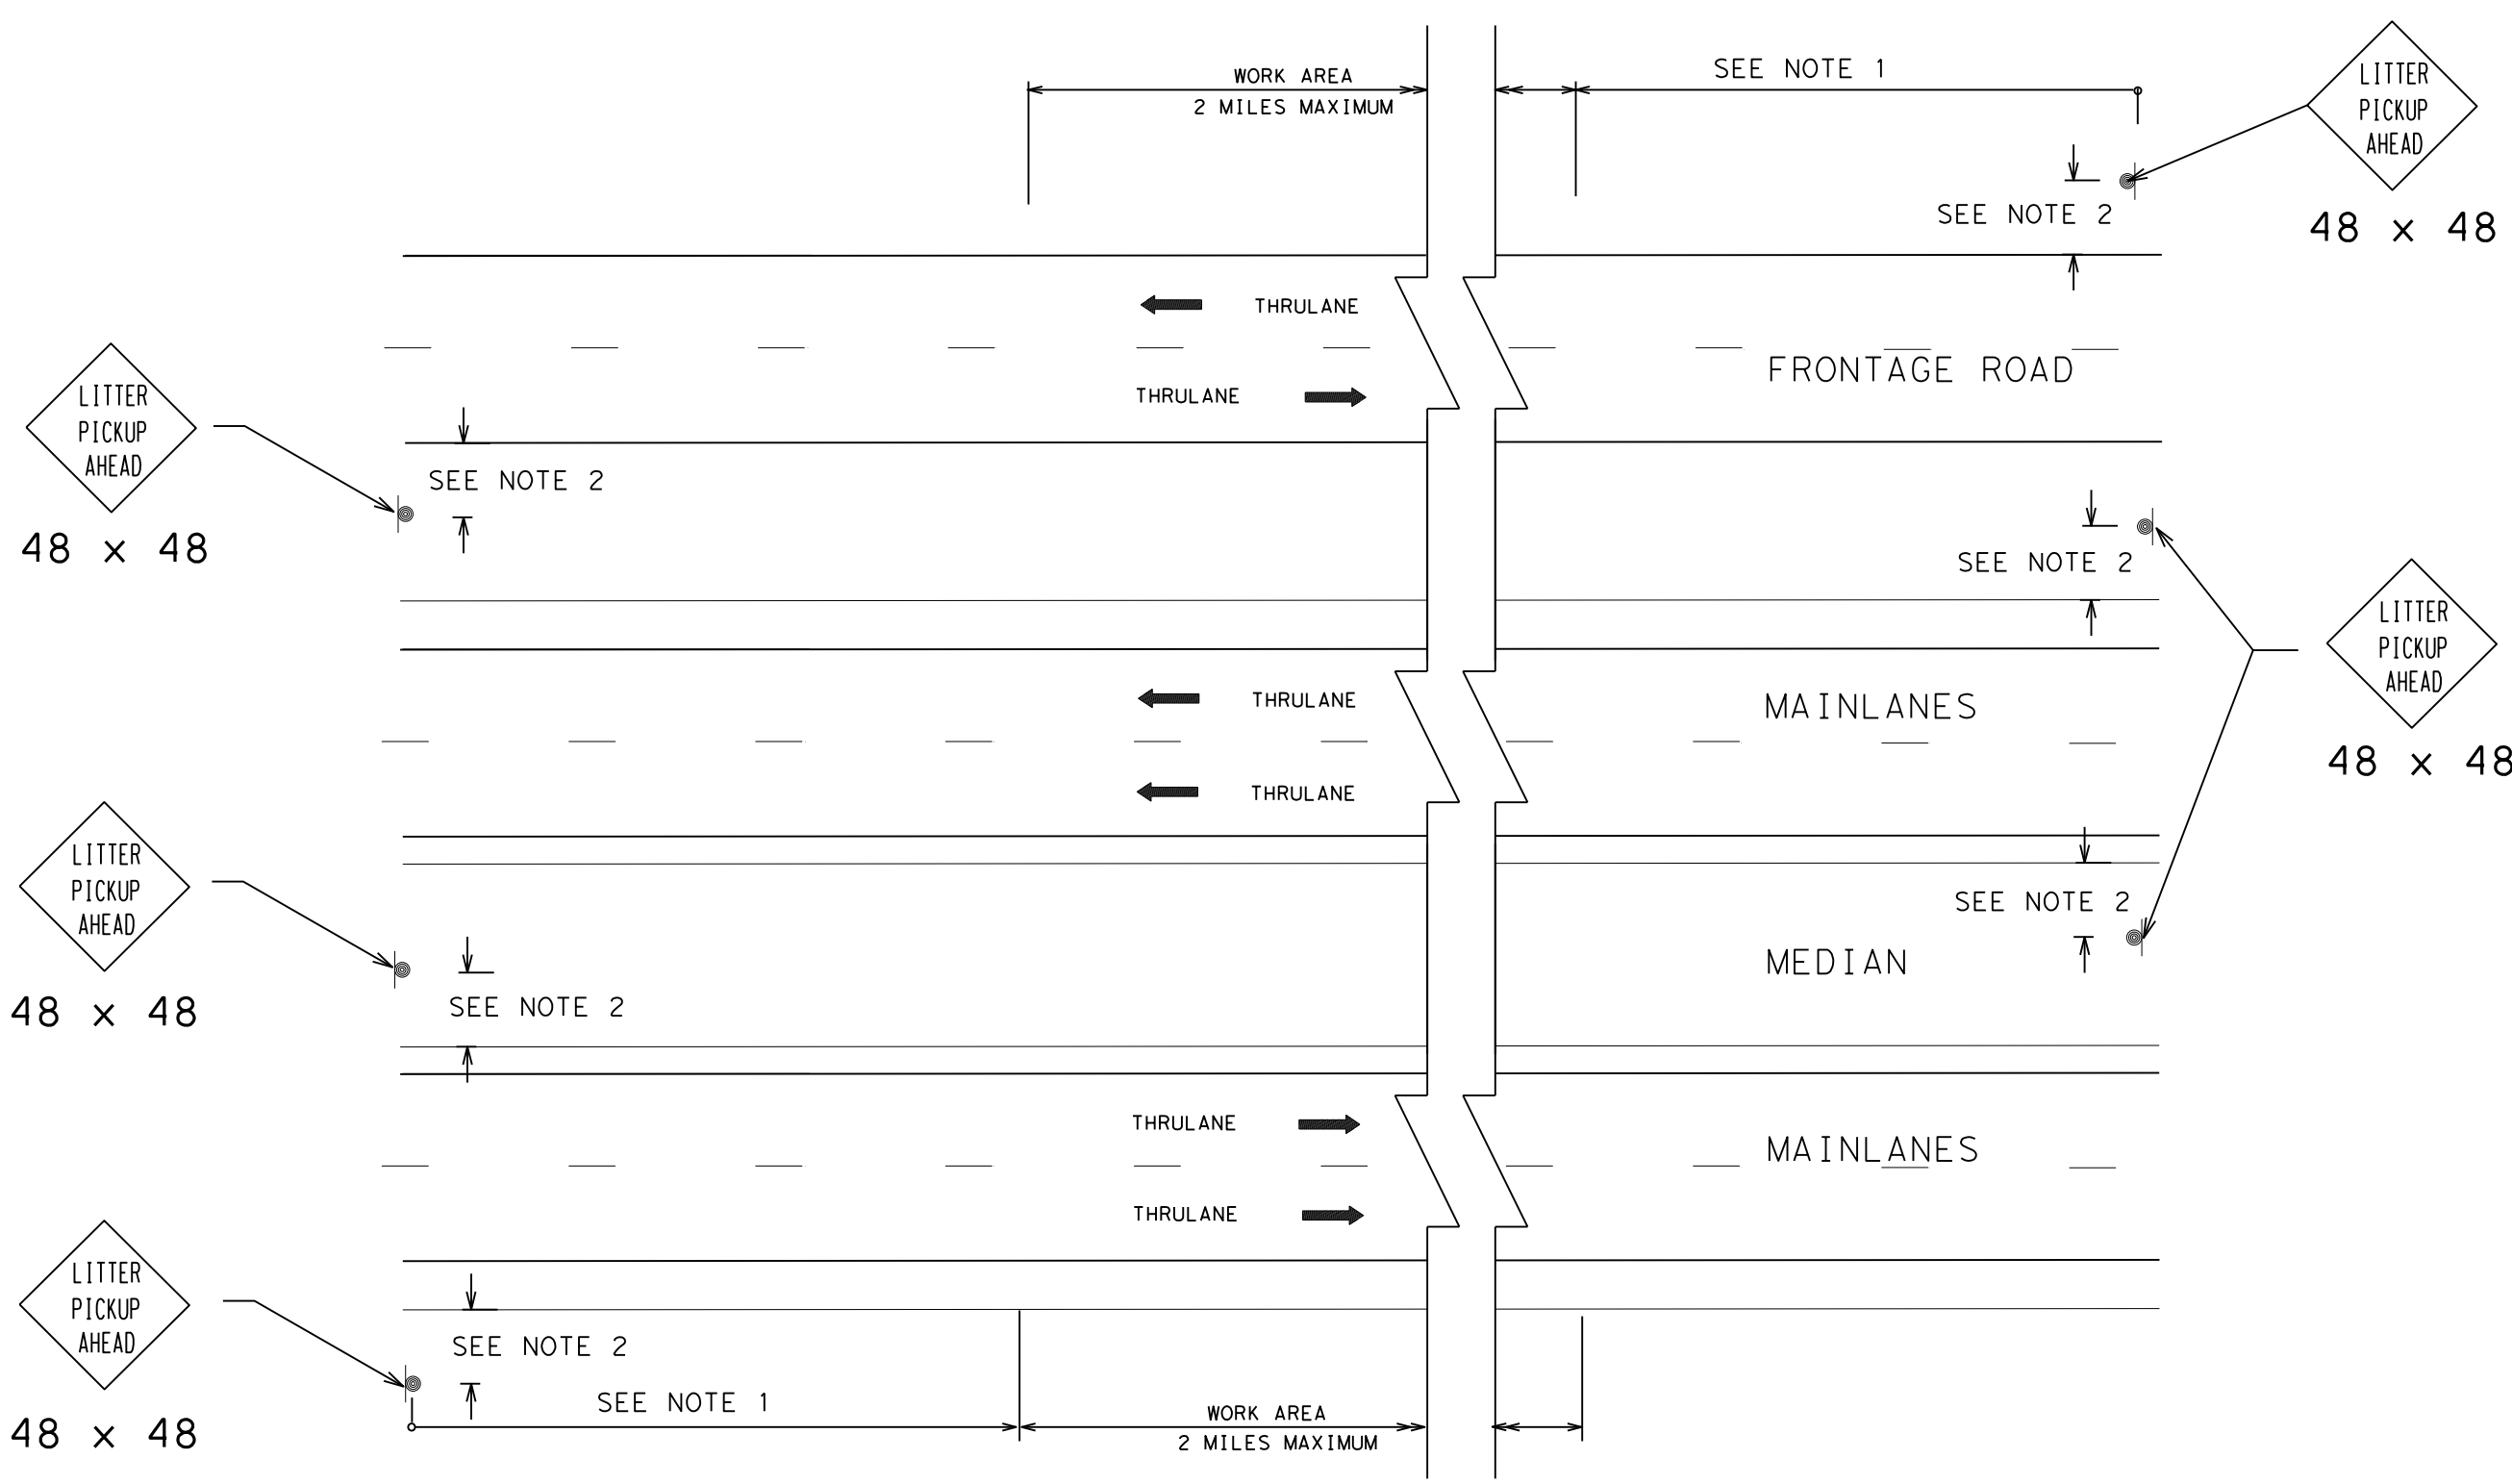 WORK AREA
2 MILES MAXIMUM
SEE NOTE 1
LITTER
PICKUP
AHEAD
48 x 48
SEE NOTE 2
THRULANE
THRULANE
FRONTAGE ROAD
LITTER
PICKUP
AHEAD
48 x 48
SEE NOTE 2
SEE NOTE 2
LITTER
PICKUP
AHEAD
48 x 48
THRULANE
MAINLANES
THRULANE
LITTER
PICKUP
AHEAD
48 x 48
SEE NOTE 2
MEDIAN
SEE NOTE 2
THRULANE
MAINLANES
THRULANE
LITTER
PICKUP
AHEAD
48 x 48
SEE NOTE 2
SEE NOTE 1
WORK AREA
2 MILES MAXIMUM